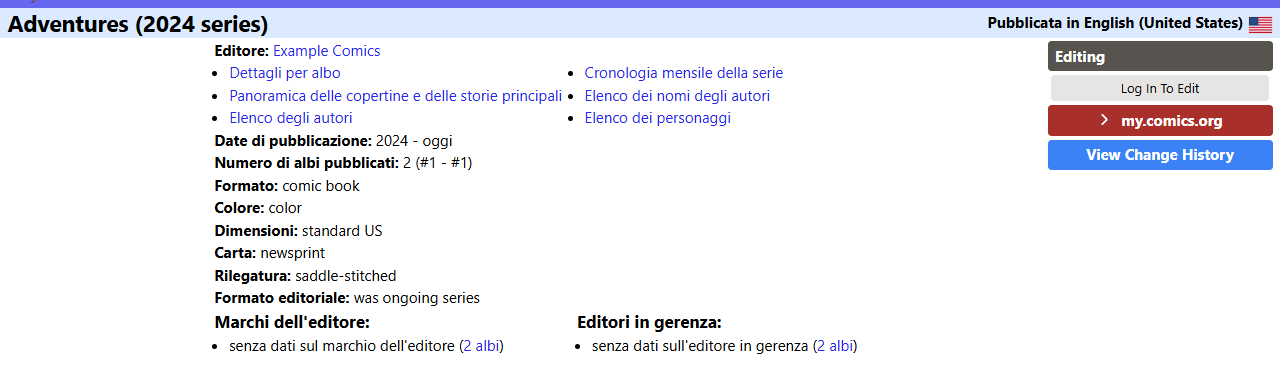 Adventures (2024 series)
Pubblicata in English (United States)
Editore: Example Comics
Dettagli per albo
Cronologia mensile della serie
Panoramica delle copertine e delle storie principali
Elenco dei nomi degli autori
Elenco degli autori
Elenco dei personaggi
Date di pubblicazione: 2024 - oggi
Numero di albi pubblicati: 2 (#1 - #1)
Formato: comic book
Colore: color
Dimensioni: standard US
Carta: newsprint
Rilegatura: saddle-stitched
Formato editoriale: was ongoing series
Marchi dell'editore:
senza dati sul marchio dell'editore (2 albi)
Editori in gerenza:
senza dati sull'editore in gerenza (2 albi)
Editing
Log In To Edit
my.comics.org
View Change History